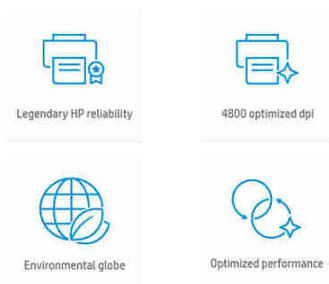 Legendary HP reliability
4800 optimized dpi
Environmental globe
Optimized performance